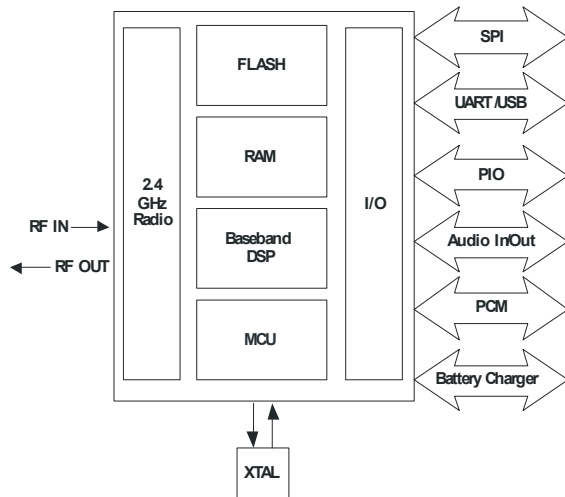 FLASH
RAM
Baseband
DSP
MCU
2.4
GHz
Radio
I/O
RF IN
RF OUT
SPI
UART/USB
PIO
Audio In/Out
PCM
Battery Charger
XTAL